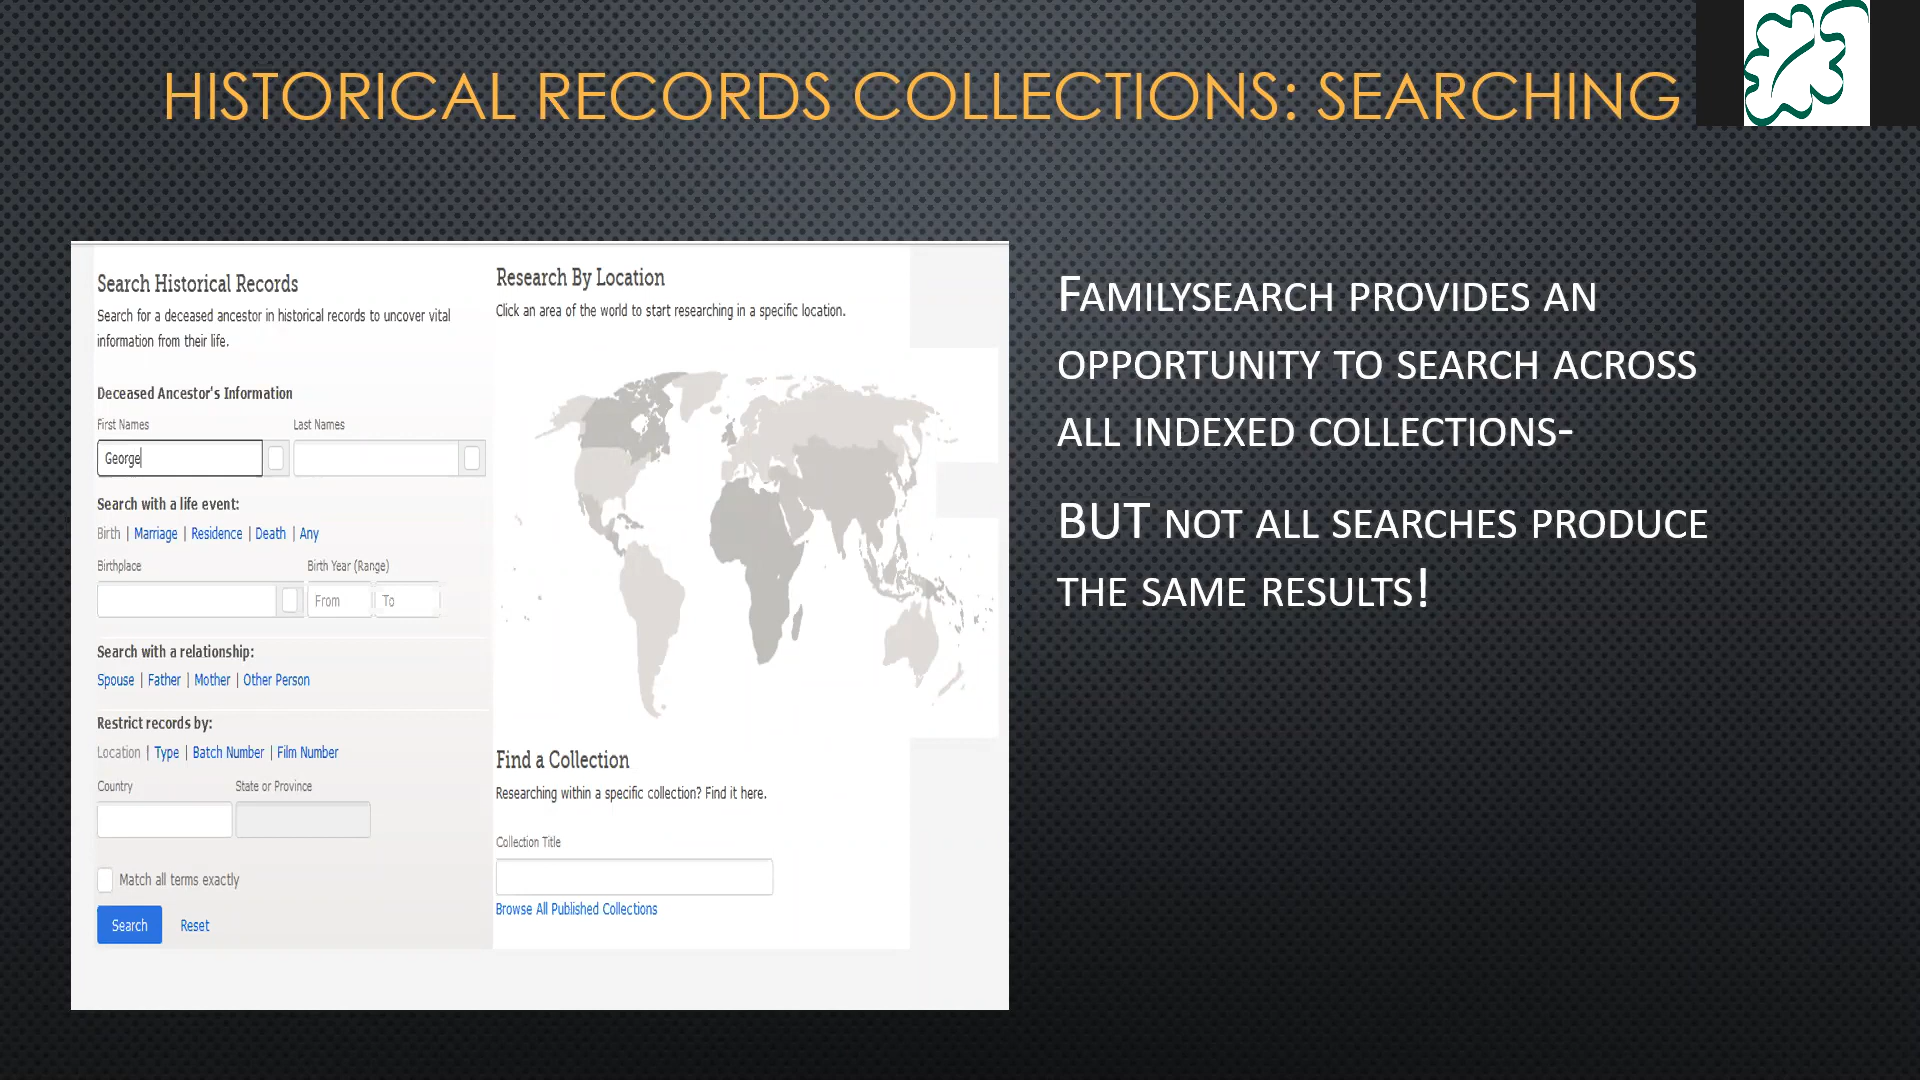 HISTORICAL RECORDS COLLECTIONS: SEARCHING
Search Historical Records
Search for a deceased ancestor in historical records to uncover vital
information from their life.
Deceased Ancestor's Information
First Names Last Names
George
Search with a life event:
Birth | Marriage | Residence | Death | Any
Birthplace Birth Year (Range)
From To
Search with a relationship:
Spouse | Father | Mother | Other Person
Restrict records by:
Location | Type | Batch Number | Film Number
Country State or Province
Match all terms exactly
Search Reset
Research By Location
Click an area of the world to start researching in a specific location.
Find a Collection
Researching within a specific collection? Find it here.
Collection Title
Browse All Published Collections
FAMILYSEARCH PROVIDES AN
OPPORTUNITY TO SEARCH ACROSS
ALL INDEXED COLLECTIONS-
BUT NOT ALL SEARCHES PRODUCE
THE SAME RESULTS!